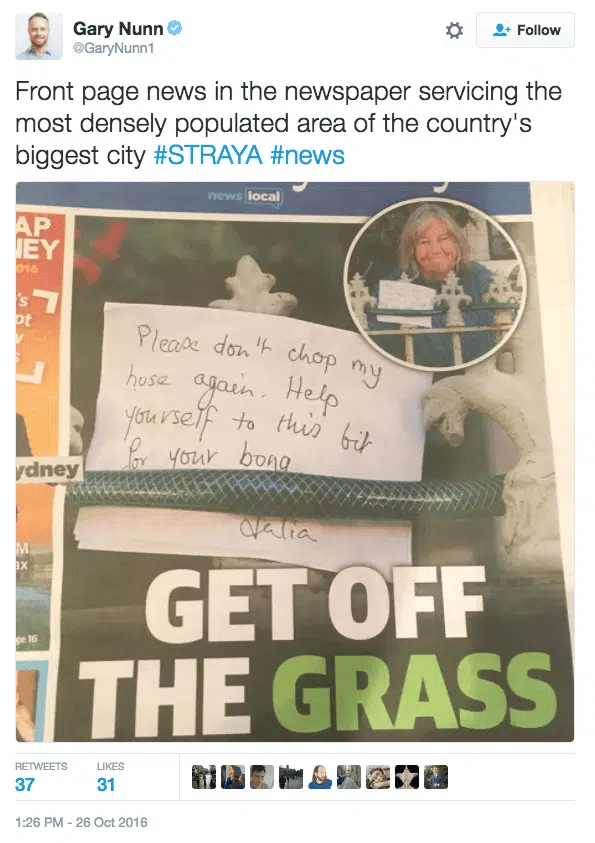 Gary Nunn
@GaryNunn1
Follow
Front page news in the newspaper servicing the
most densely populated area of the country's
biggest city #STRAYA #news
news local
AP
NEY
016
's
pt
Please don't chop my
hose again. Help
yourself to this bit
for your bong
Dalia
ydney
M
ax
ge 16
GET OFF
THE GRASS
RETWEETS
LIKES
37
31
1:26 PM - 26 Oct 2016